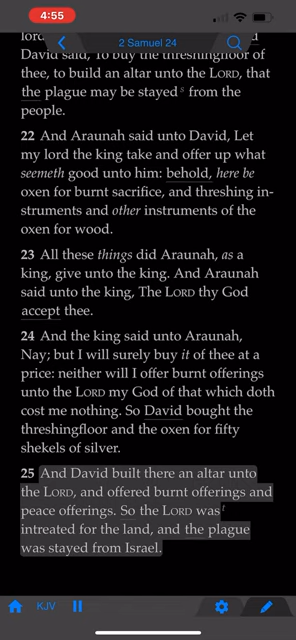 4:55
2 Samuel 24
lord
David said, To buy the threshingfloor of
thee, to build an altar unto the LORD, that
the plague may be stayed s from the
people.
22 And Araunah said unto David, Let
my lord the king take and offer up what
seemeth good unto him: behold, here be
oxen for burnt sacrifice, and threshing in-
struments and other instruments of the
oxen for wood.
23 All these things did Araunah, as a
king, give unto the king. And Araunah
said unto the king, The LORD thy God
accept thee.
24 And the king said unto Araunah,
Nay; but I will surely buy it of thee at a
price: neither will I offer burnt offerings
unto the LORD my God of that which doth
cost me nothing. So David bought the
threshingfloor and the oxen for fifty
shekels of silver.
25 And David built there an altar unto
the LORD, and offered burnt offerings and
peace offerings. So the LORD was t
intreated for the land, and the plague
was stayed from Israel.
KJV